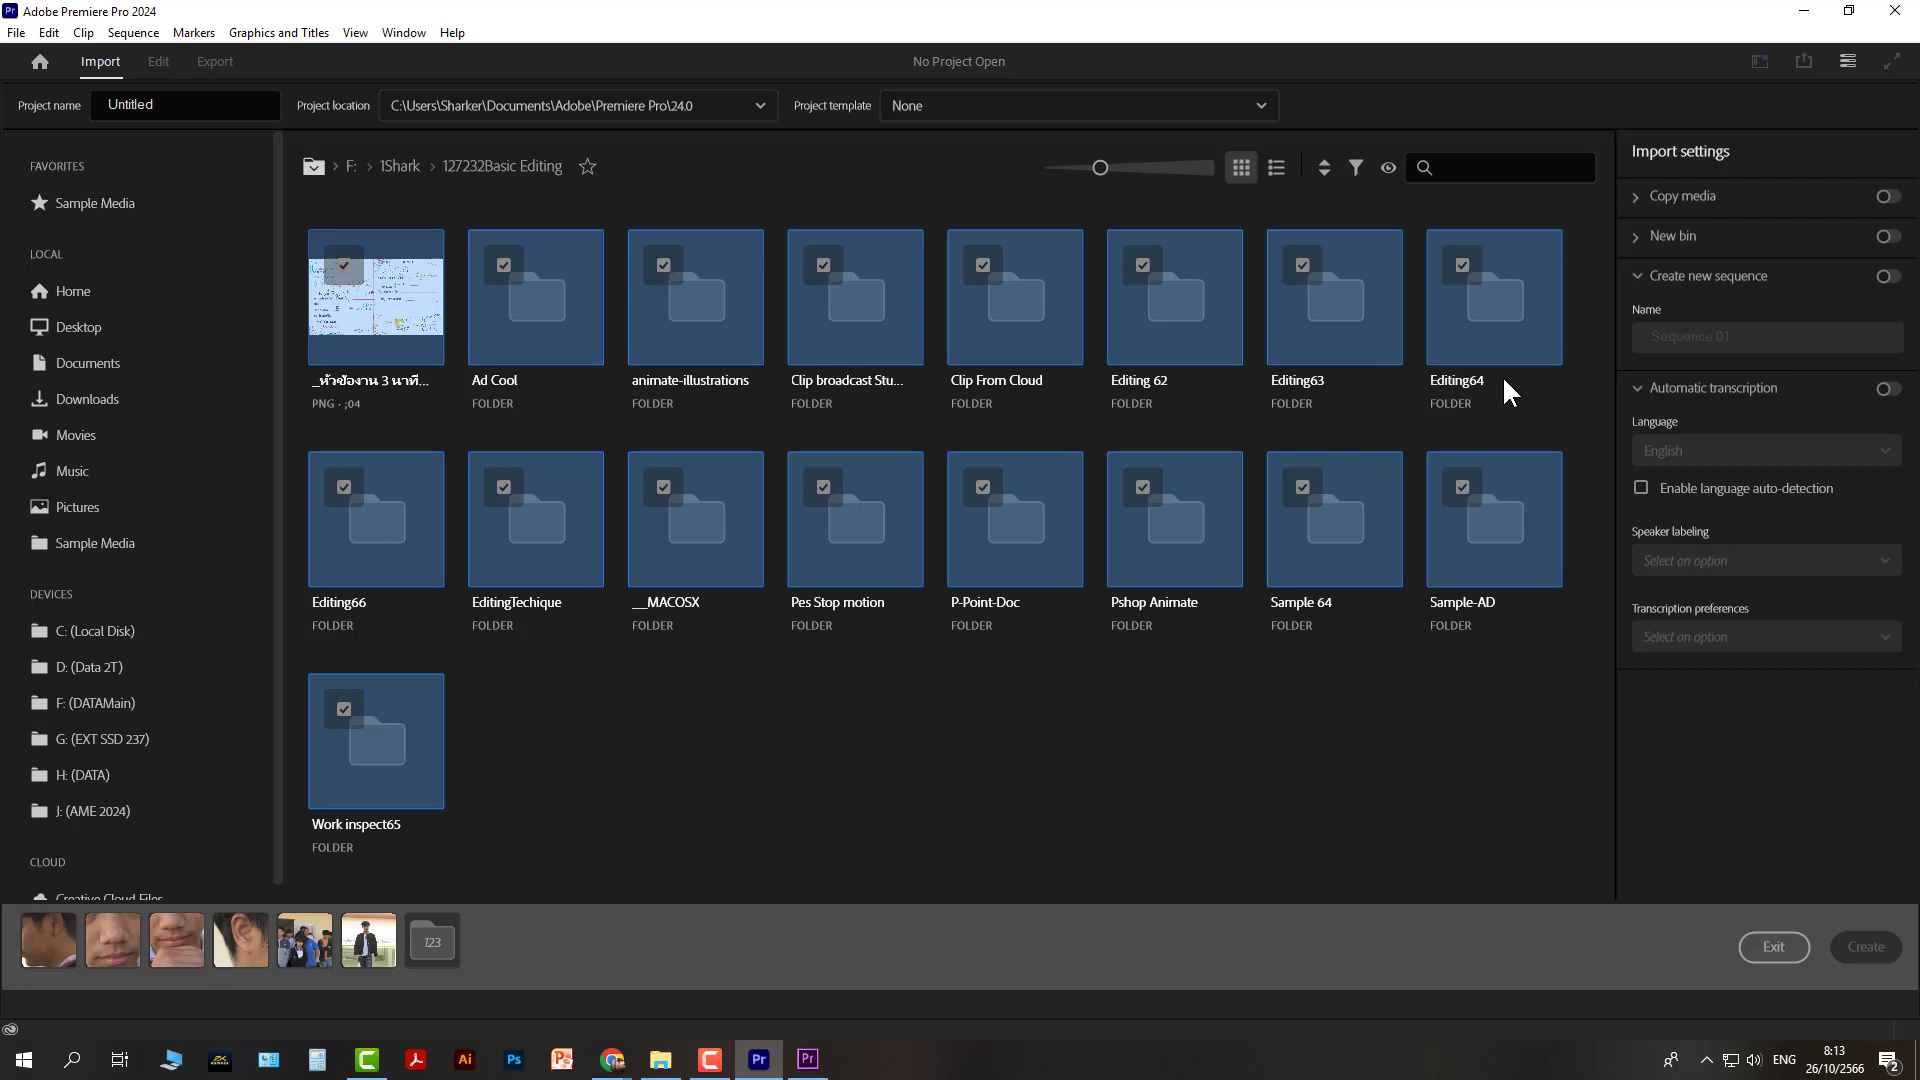 Adobe Premiere Pro 2024
File Edit Clip Sequence Markers Graphics and Titles View Window Help
Import Edit Export No Project Open
Project name Untitled Project location C:\Users\Sharker\Documents\Adobe\Premiere Pro\24.0 Project template None
FAVORITES
Sample Media
LOCAL
Home
Desktop
Documents
Downloads
Movies
Music
Pictures
Sample Media
DEVICES
C: (Local Disk)
D: (Data 2T)
F: (DATAMain)
G: (EXT SSD 237)
H: (DATA)
J: (AME 2024)
CLOUD
Creative Cloud Files
F: > 1Shark > 127232Basic Editing
_หัวข้องาน 3 นาที... Ad Cool animate-illustrations Clip broadcast Stu... Clip From Cloud Editing 62 Editing63 Editing64
PNG - ;04 FOLDER FOLDER FOLDER FOLDER FOLDER FOLDER FOLDER
Editing66 EditingTechique __MACOSX Pes Stop motion P-Point-Doc Pshop Animate Sample 64 Sample-AD
FOLDER FOLDER FOLDER FOLDER FOLDER FOLDER FOLDER FOLDER
Work inspect65
FOLDER
Import settings
Copy media
New bin
Create new sequence
Name
Sequence 01
Automatic transcription
Language
English
Enable language auto-detection
Speaker labeling
Select an option
Transcription preferences
Select an option
123
Exit Create
ENG 8:13
26/10/2566
2